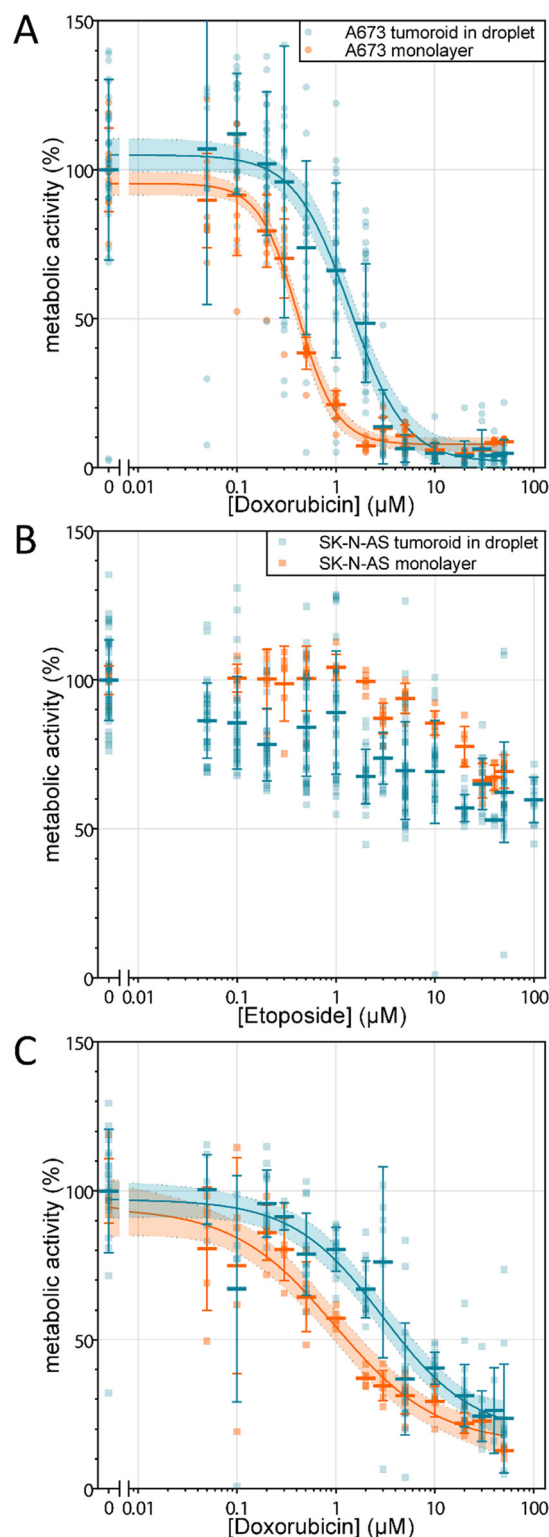 A
150
A673 tumoroid in droplet
A673 monolayer
100
metabolic activity (%)
50
0
0 0.01 0.1 1 10 100
[Doxorubicin] (µM)
B
150
SK-N-AS tumoroid in droplet
SK-N-AS monolayer
100
metabolic activity (%)
50
0
0 0.01 0.1 1 10 100
[Etoposide] (µM)
C
150
100
metabolic activity (%)
50
0
0 0.01 0.1 1 10 100
[Doxorubicin] (µM)